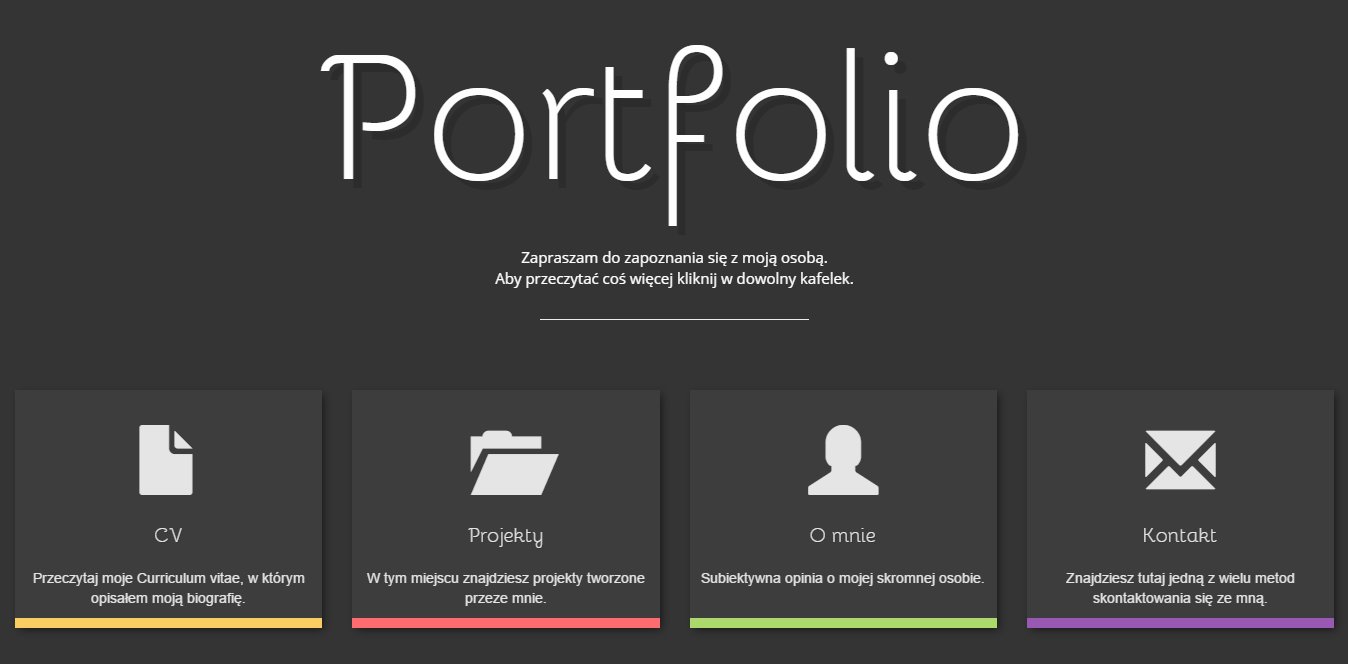 Portfolio
Zapraszam do zapoznania się z moją osobą.
Aby przeczytać coś więcej kliknij w dowolny kafelek.
CV
Przeczytaj moje Curriculum vitae, w którym
opisałem moją biografię.
Projekty
W tym miejscu znajdziesz projekty tworzone
przeze mnie.
O mnie
Subiektywna opinia o mojej skromnej osobie.
Kontakt
Znajdziesz tutaj jedną z wielu metod
skontaktowania się ze mną.